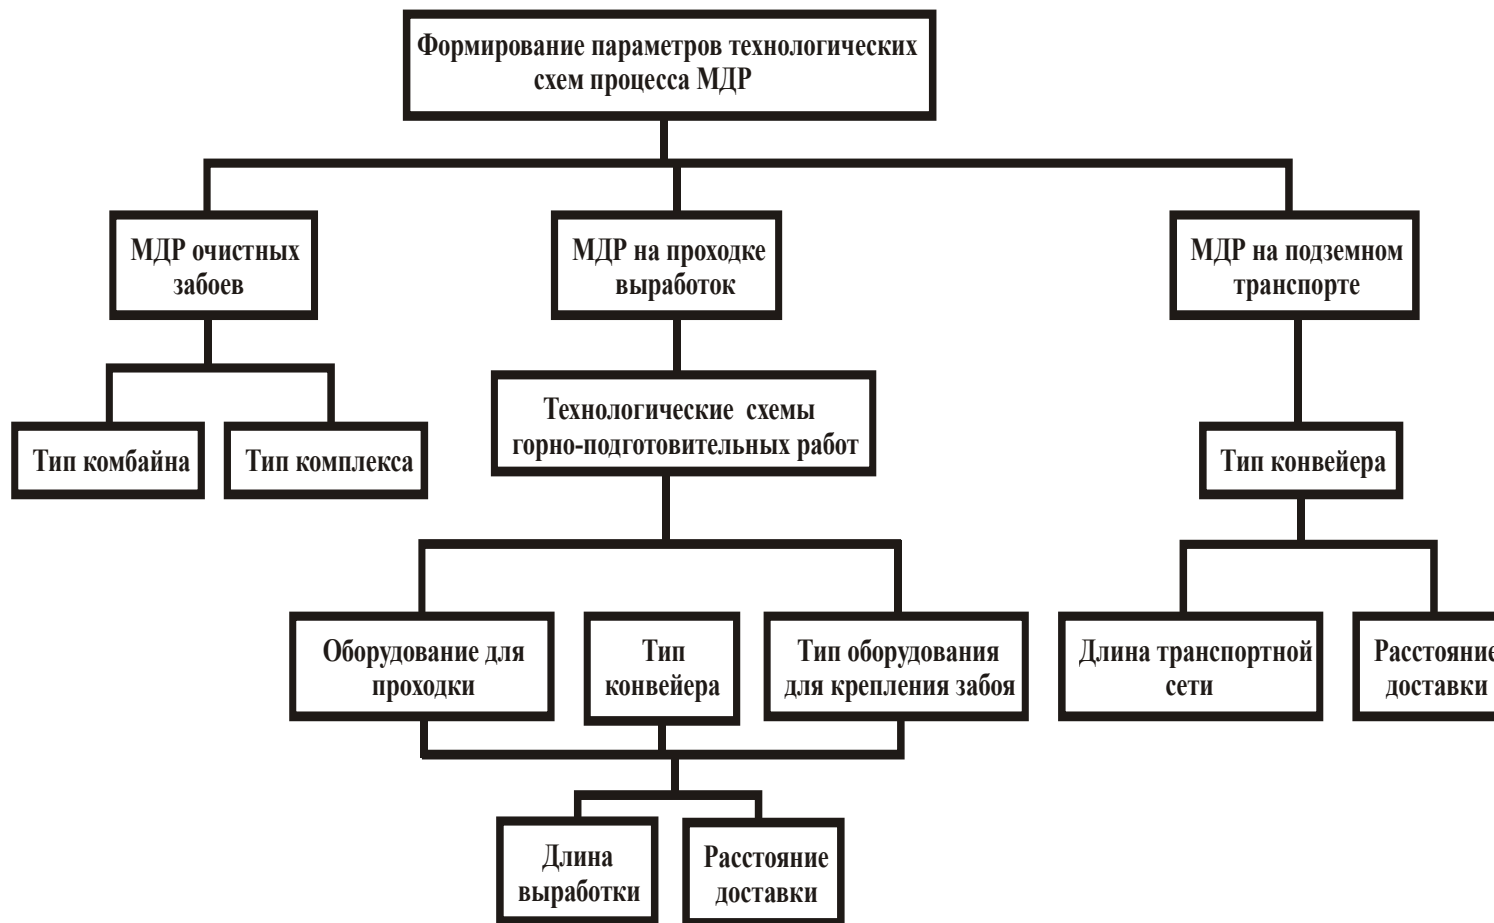 Формирование параметров технологических
схем процесса МДР
МДР очистных
забоев
МДР на проходке
выработок
МДР на подземном
транспорте
Технологические схемы
горно-подготовительных работ
Тип комбайна
Тип комплекса
Тип конвейера
Оборудование для
проходки
Тип
конвейера
Тип оборудования
для крепления забоя
Длина транспортной
сети
Расстояние
доставки
Длина
выработки
Расстояние
доставки